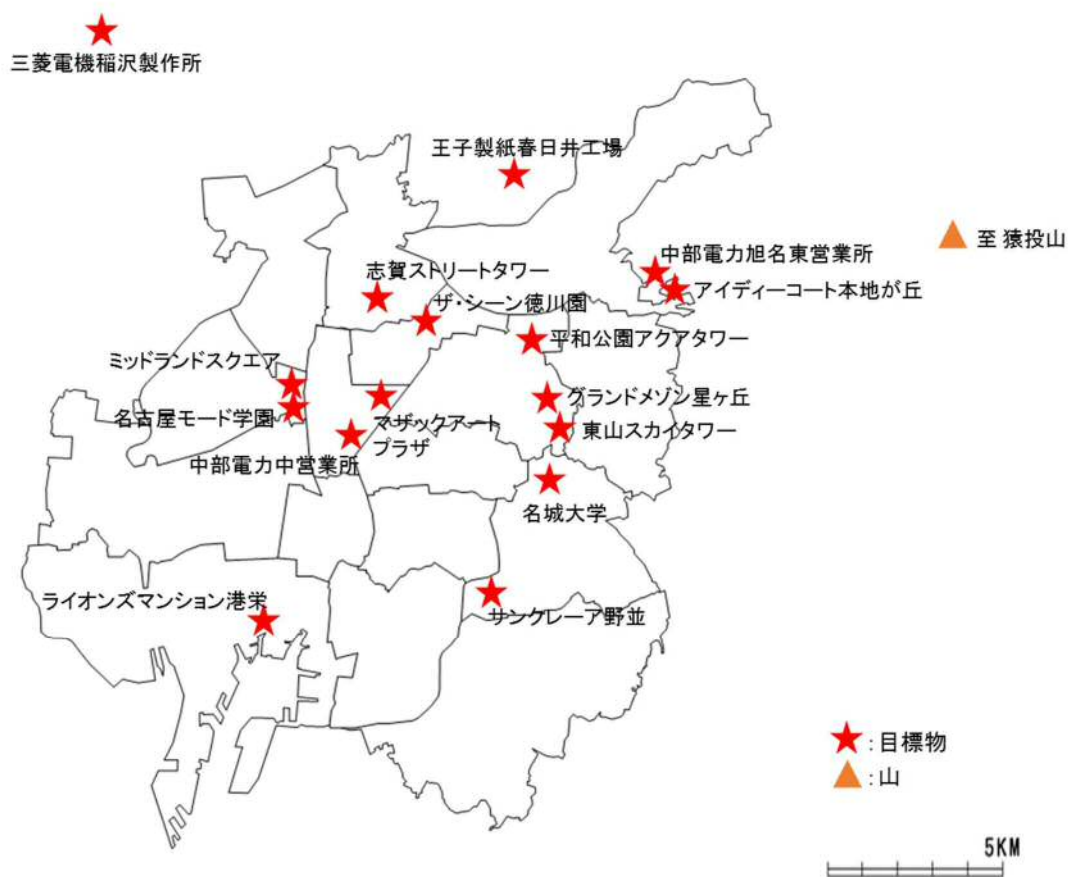 三菱電機稲沢製作所
王子製紙春日井工場
至 猿投山
中部電力旭名東営業所
志賀ストリートタワー
アイディーコート本地が丘
ザ・シーン徳川園
平和公園アクアタワー
ミッドランドスクエア
グランドメゾン星ヶ丘
名古屋モード学園
マザックアート
プラザ
東山スカイタワー
中部電力中営業所
名城大学
ライオンズマンション港栄
サンクレーア野並
:目標物
:山
5KM